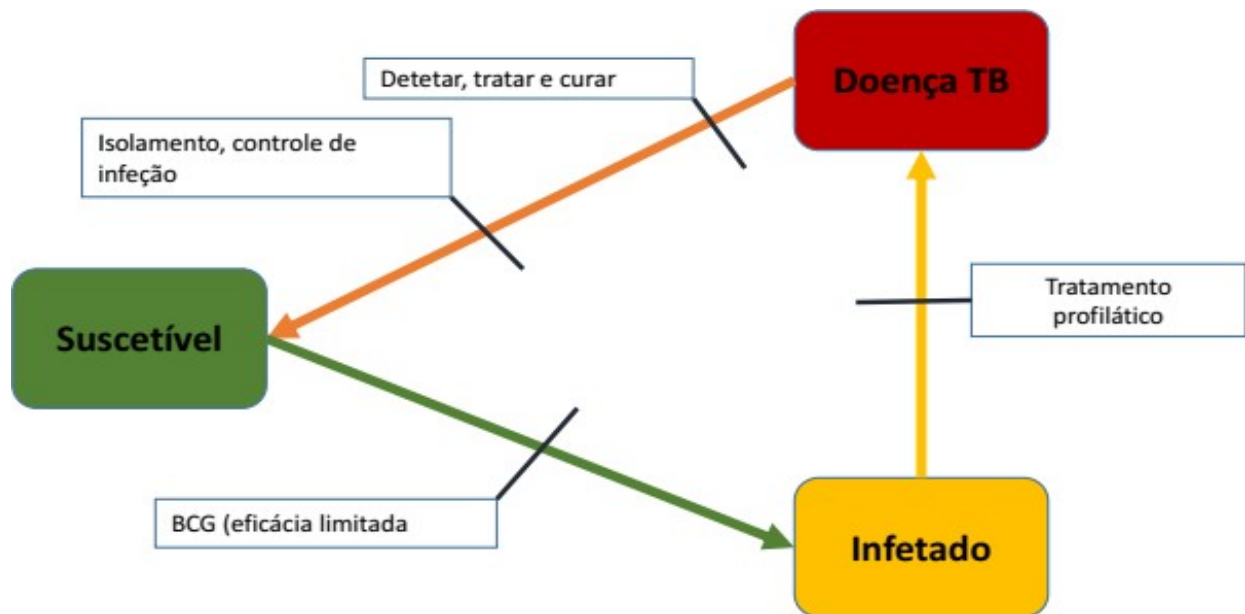 Detetar, tratar e curar
Doença TB
Isolamento, controle de
infeção
Suscetível
Tratamento
profilático
BCG (eficácia limitada
Infetado